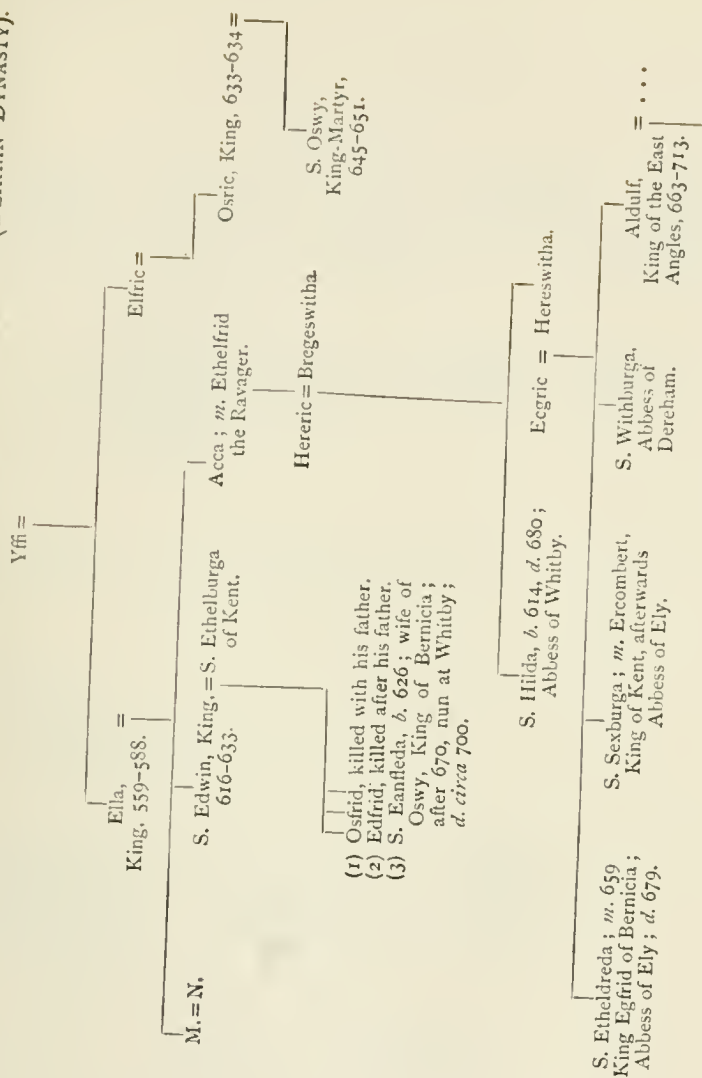 DYNASTY).
Yffi =
Ella, =
King, 559-588.
Elfric =
M. = N.
S. Edwin, King, = S. Ethelburga
616-633. of Kent.
Acca; m. Ethelfrid
the Ravager.
Osric, King, 633-634 =
Hereric = Bregeswitha.
S. Oswy,
King-Martyr,
645-651.
(1) Osfrid, killed with his father.
(2) Edfrid, killed after his father.
(3) S. Eanfleda, b. 626; wife of
Oswy, King of Bernicia;
after 670, nun at Whitby;
d. circa 700.
S. Hilda, b. 614, d. 680;
Abbess of Whitby.
Ecgric = Hereswitha.
S. Etheldreda; m. 659
King Egfrid of Bernicia;
Abbess of Ely; d. 679.
S. Sexburga; m. Ercombert,
King of Kent, afterwards
Abbess of Ely.
S. Withburga,
Abbess of
Dereham.
Aldulf, = ....
King of the East
Angles, 663-713.